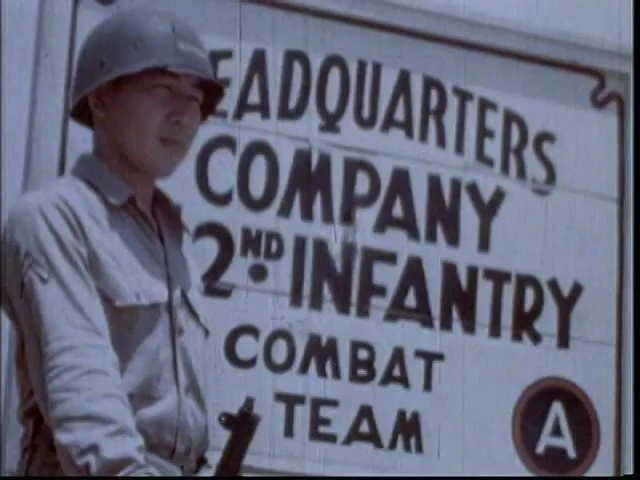 EADQUARTERS
COMPANY
2ND INFANTRY
COMBAT
TEAM
A